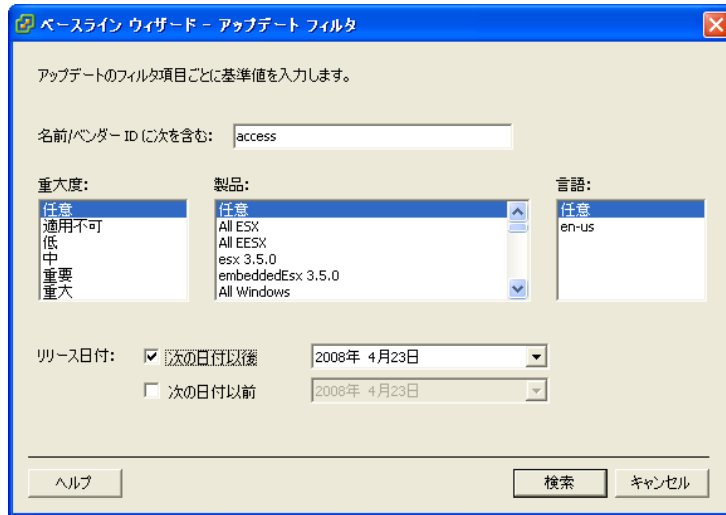 ベースライン ウィザード - アップデート フィルタ
アップデートのフィルタ項目ごとに基準値を入力します。
名前/ベンダー ID に次を含む: access
重大度: 製品: 言語:
任意 任意 任意
適用不可 All ESX en-us
低 All EESX
中 esx 3.5.0
重要 embeddedEsx 3.5.0
重大 All Windows
リリース日付: 次の日付以後 2008年 4月23日
次の日付以前 2008年 4月23日
ヘルプ 検索 キャンセル